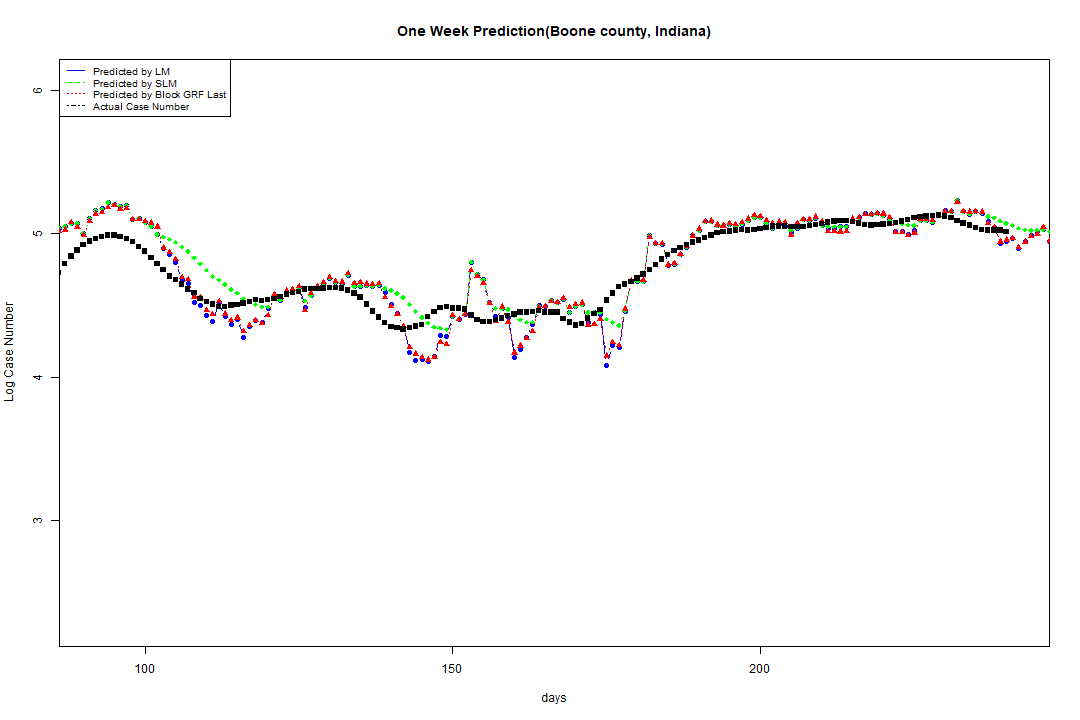 One Week Prediction(Boone county, Indiana)
Predicted by LM
Predicted by SLM
Predicted by Block GRF Last
Actual Case Number
6
5
4
3
Log Case Number
100
150
200
days